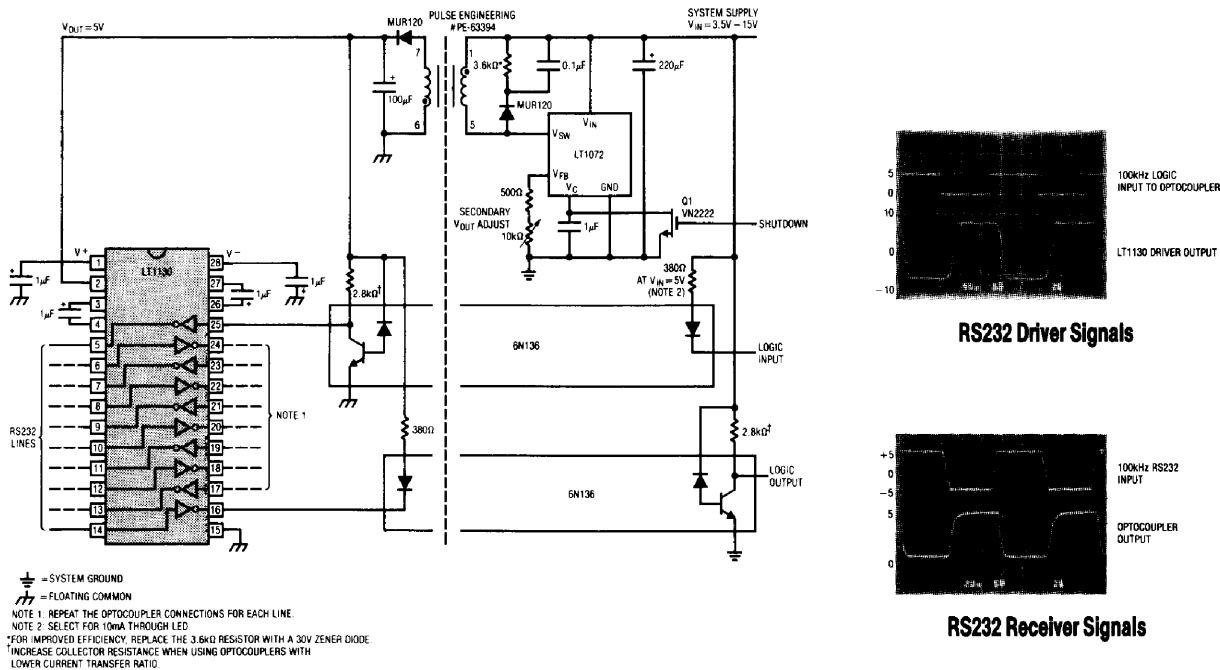 V_OUT = 5V
MUR120
PULSE ENGINEERING
#PE-63394
SYSTEM SUPPLY
V_IN = 3.5V – 15V
7
1
3.6kΩ*
0.1µF
+
220µF
+
100µF
MUR120
6
5
V_IN
V_SW
LT1072
V_FB
V_C
GND
500Ω
SECONDARY
V_OUT ADJUST
10kΩ
1µF
Q1
VN2222
SHUTDOWN
380Ω
AT V_IN = 5V
(NOTE 2)
V+
V–
LT1130
+
1µF
1
28
+
1µF
2
27
+
1µF
3
26
+
1µF
4
25
5
24
6
23
7
22
8
21
9
20
10
19
11
18
12
17
13
16
14
15
RS232
LINES
NOTE 1
2.8kΩ†
6N136
LOGIC
INPUT
380Ω
2.8kΩ†
6N136
LOGIC
OUTPUT
= SYSTEM GROUND
= FLOATING COMMON
NOTE 1: REPEAT THE OPTOCOUPLER CONNECTIONS FOR EACH LINE.
NOTE 2: SELECT FOR 10mA THROUGH LED.
*FOR IMPROVED EFFICIENCY, REPLACE THE 3.6kΩ RESISTOR WITH A 30V ZENER DIODE.
†INCREASE COLLECTOR RESISTANCE WHEN USING OPTOCOUPLERS WITH
LOWER CURRENT TRANSFER RATIO.
5
0
100kHz LOGIC
INPUT TO OPTOCOUPLER
10
0
–10
LT1130 DRIVER OUTPUT
RS232 Driver Signals
+5
0
–5
100kHz RS232
INPUT
5
0
OPTOCOUPLER
OUTPUT
RS232 Receiver Signals